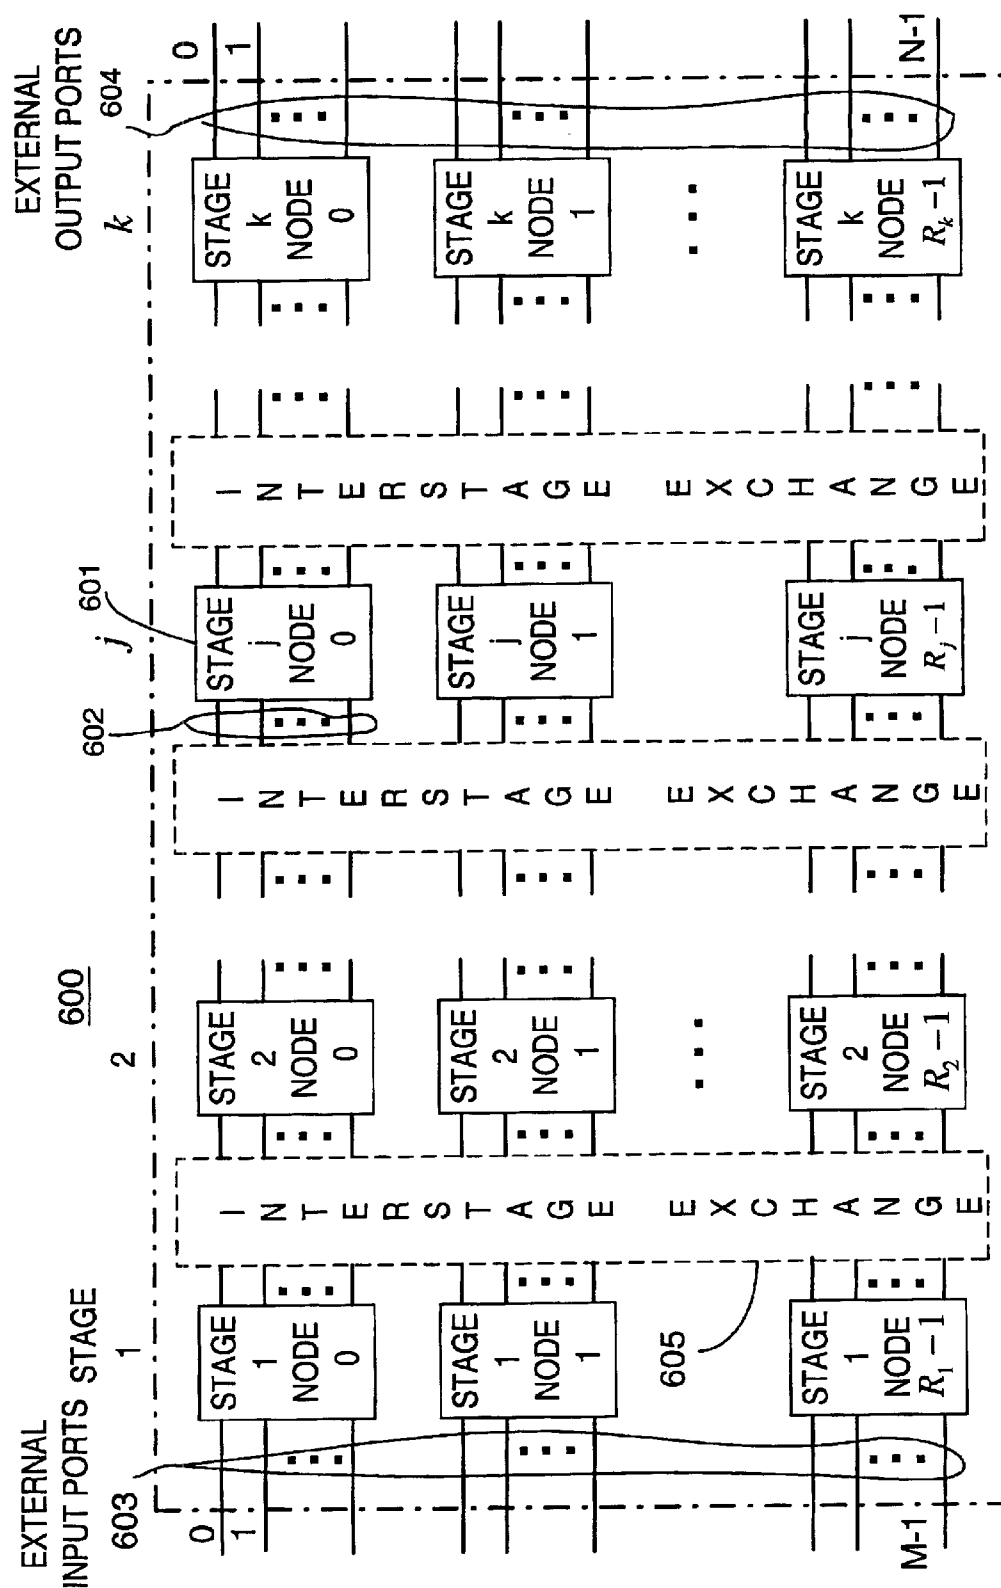 EXTERNAL
INPUT PORTS
STAGE
603
0
1
M-1
1
STAGE
1
NODE
0
STAGE
1
NODE
1
STAGE
1
NODE
R₁-1
605
INTERSTAGE EXCHANGE
600
2
STAGE
2
NODE
0
STAGE
2
NODE
1
STAGE
2
NODE
R₂-1
INTERSTAGE EXCHANGE
602
j
601
STAGE
j
NODE
0
STAGE
j
NODE
1
STAGE
j
NODE
Rⱼ-1
INTERSTAGE EXCHANGE
k
STAGE
k
NODE
0
STAGE
k
NODE
1
STAGE
k
NODE
Rₖ-1
EXTERNAL
OUTPUT PORTS
604
0
1
N-1